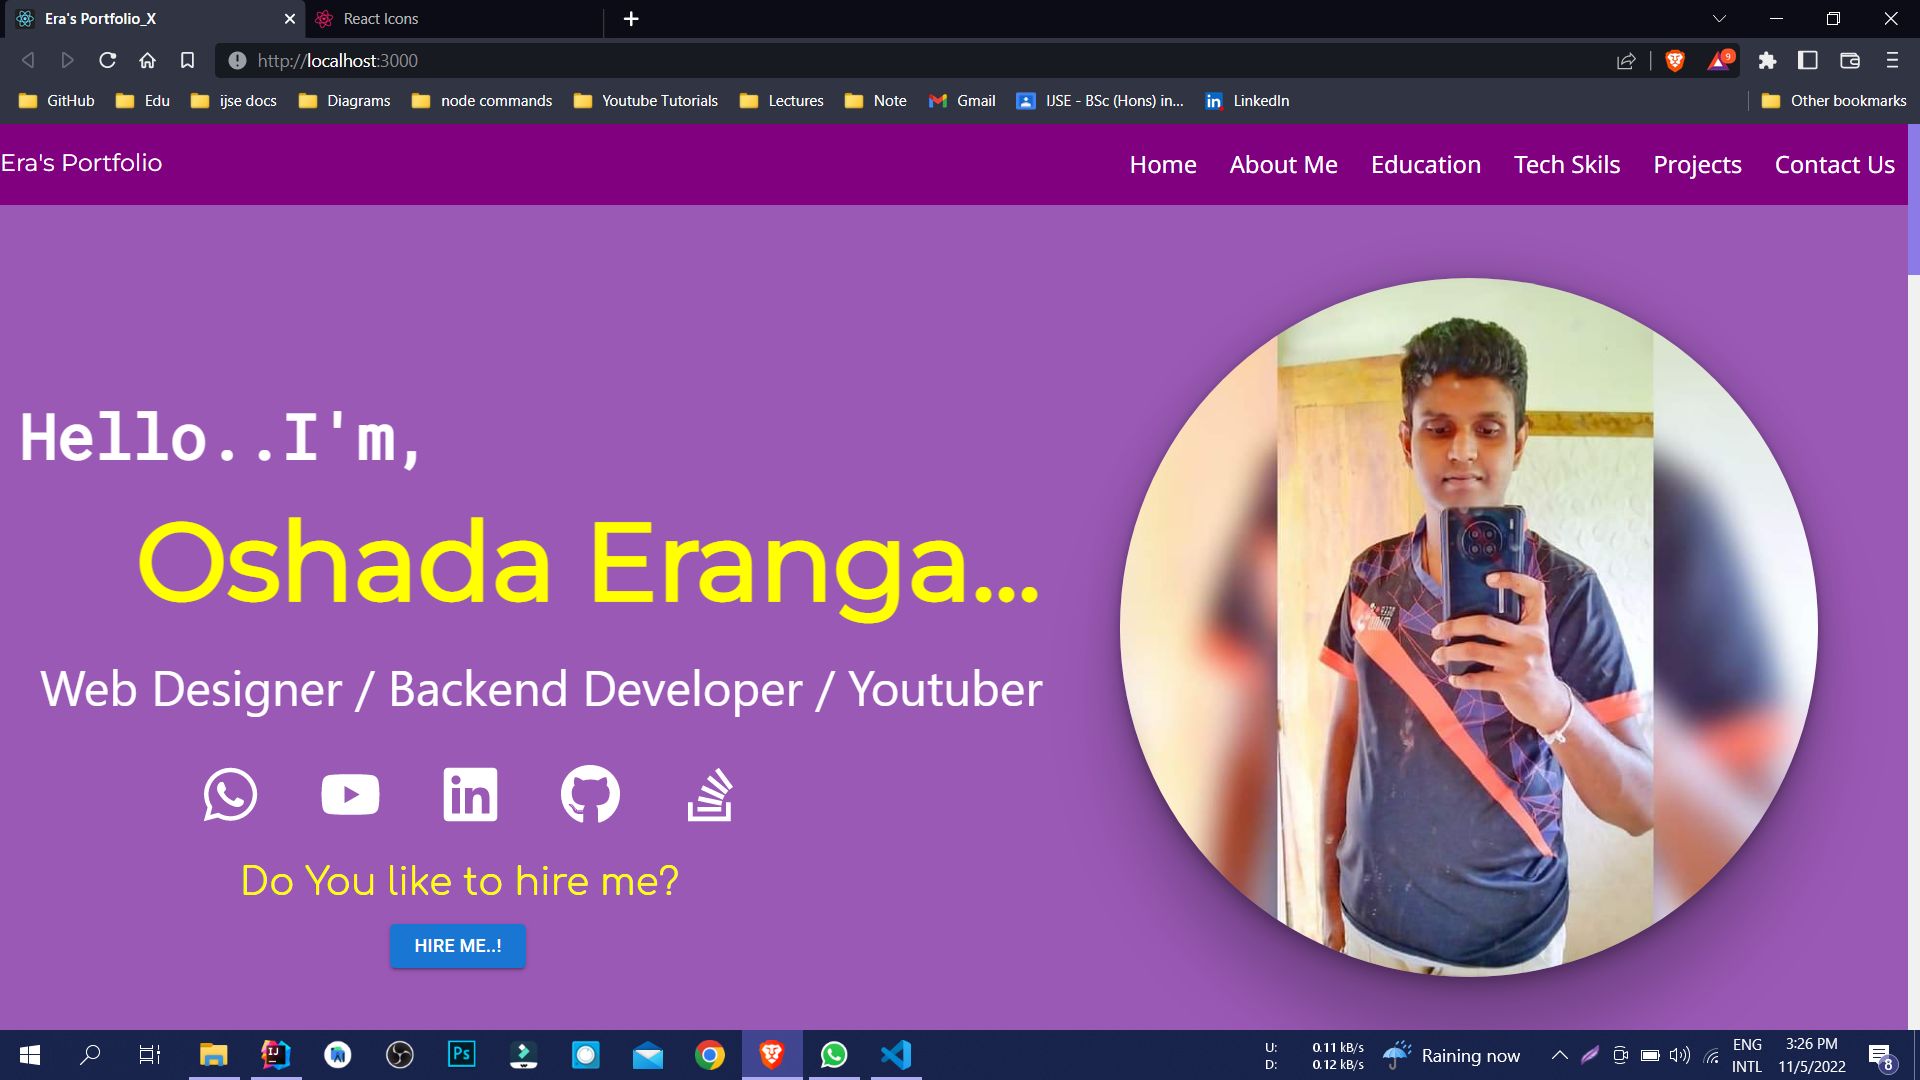 Era's Portfolio_X
React Icons
http://localhost:3000
9
GitHub Edu ijse docs Diagrams node commands Youtube Tutorials Lectures Note Gmail IJSE - BSc (Hons) in... LinkedIn Other bookmarks
Era's Portfolio
Home About Me Education Tech Skils Projects Contact Us
Hello..I'm,
Oshada Eranga...
Web Designer / Backend Developer / Youtuber
Do You like to hire me?
HIRE ME..!
U: 0.11 kB/s
D: 0.12 kB/s
Raining now
ENG
INTL
3:26 PM
11/5/2022
8